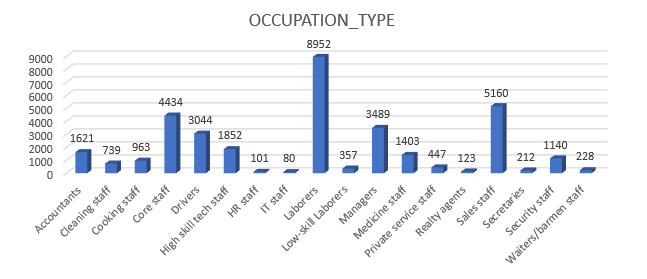 OCCUPATION_TYPE
9000
8000
7000
6000
5000
4000
3000
2000
1000
0
1621
739
963
4434
3044
1852
101
80
8952
357
3489
1403
447
123
5160
212
1140
228
Accountants
Cleaning staff
Cooking staff
Core staff
Drivers
High skill tech staff
HR staff
IT staff
Laborers
Low-skill Laborers
Managers
Medicine staff
Private service staff
Realty agents
Sales staff
Secretaries
Security staff
Waiters/barmen staff